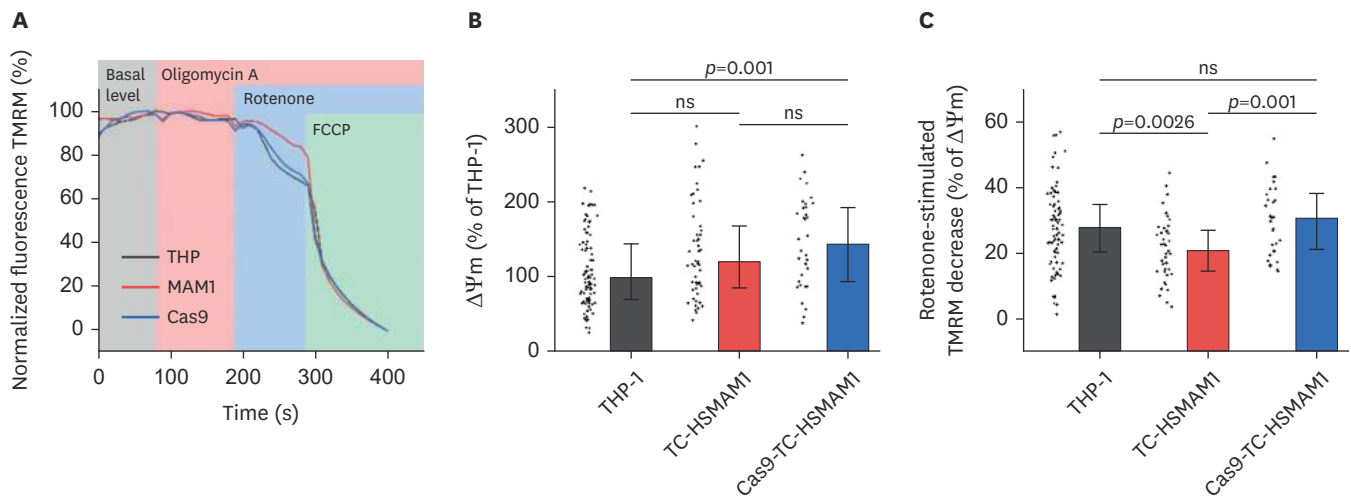 A
Normalized fluorescence TMRM (%)
100
80
60
40
20
0
Basal
level
Oligomycin A
Rotenone
FCCP
THP
MAM1
Cas9
0
100
200
300
400
Time (s)
B
ΔΨm (% of THP-1)
300
200
100
0
p=0.001
ns
ns
THP-1
TC-HSMAM1
Cas9-TC-HSMAM1
C
Rotenone-stimulated
TMRM decrease (% of ΔΨm)
60
40
20
0
ns
p=0.001
p=0.0026
THP-1
TC-HSMAM1
Cas9-TC-HSMAM1